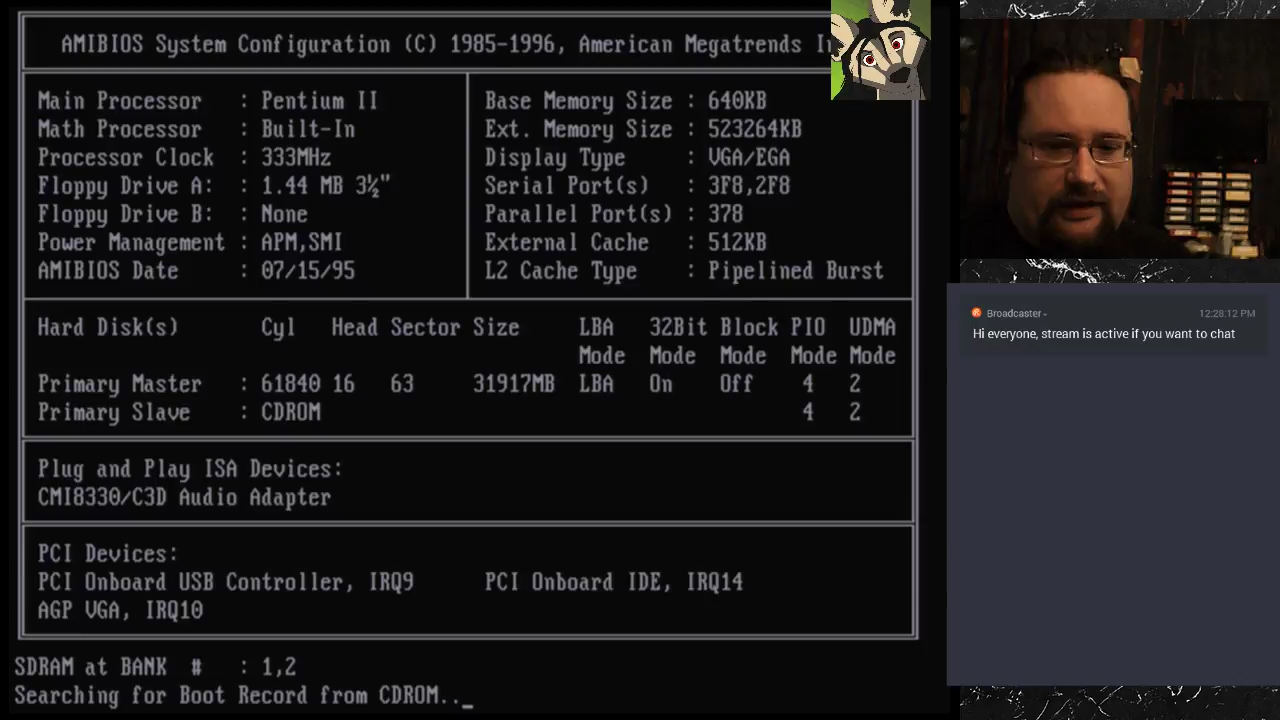 AMIBIOS System Configuration (C) 1985-1996, American Megatrends
Main Processor : Pentium II
Math Processor : Built-In
Processor Clock : 333MHz
Floppy Drive A: : 1.44 MB 3½"
Floppy Drive B: : None
Power Management : APM,SMI
AMIBIOS Date : 07/15/95
Base Memory Size : 640KB
Ext. Memory Size : 523264KB
Display Type : VGA/EGA
Serial Port(s) : 3F8,2F8
Parallel Port(s) : 378
External Cache : 512KB
L2 Cache Type : Pipelined Burst
Hard Disk(s) Cyl Head Sector Size LBA 32Bit Block PIO UDMA
Mode Mode Mode Mode Mode
Primary Master : 61840 16 63 31917MB LBA On Off 4 2
Primary Slave : CDROM 4 2
Plug and Play ISA Devices:
CMI8330/C3D Audio Adapter
PCI Devices:
PCI Onboard USB Controller, IRQ9 PCI Onboard IDE, IRQ14
AGP VGA, IRQ10
SDRAM at BANK # : 1,2
Searching for Boot Record from CDROM.._
Broadcaster 12:28:12 PM
Hi everyone, stream is active if you want to chat